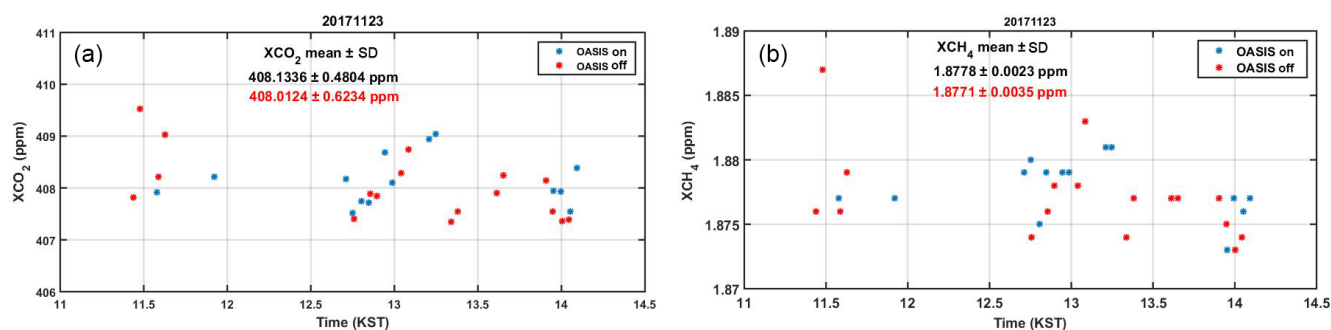 20171123
(a)
XCO2 mean ± SD
408.1336 ± 0.4804 ppm
408.0124 ± 0.6234 ppm
OASIS on
OASIS off
411
410
409
408
407
406
XCO2 (ppm)
11
11.5
12
12.5
13
13.5
14
14.5
Time (KST)
20171123
(b)
XCH4 mean ± SD
1.8778 ± 0.0023 ppm
1.8771 ± 0.0035 ppm
OASIS on
OASIS off
1.89
1.885
1.88
1.875
1.87
XCH4 (ppm)
11
11.5
12
12.5
13
13.5
14
14.5
Time (KST)